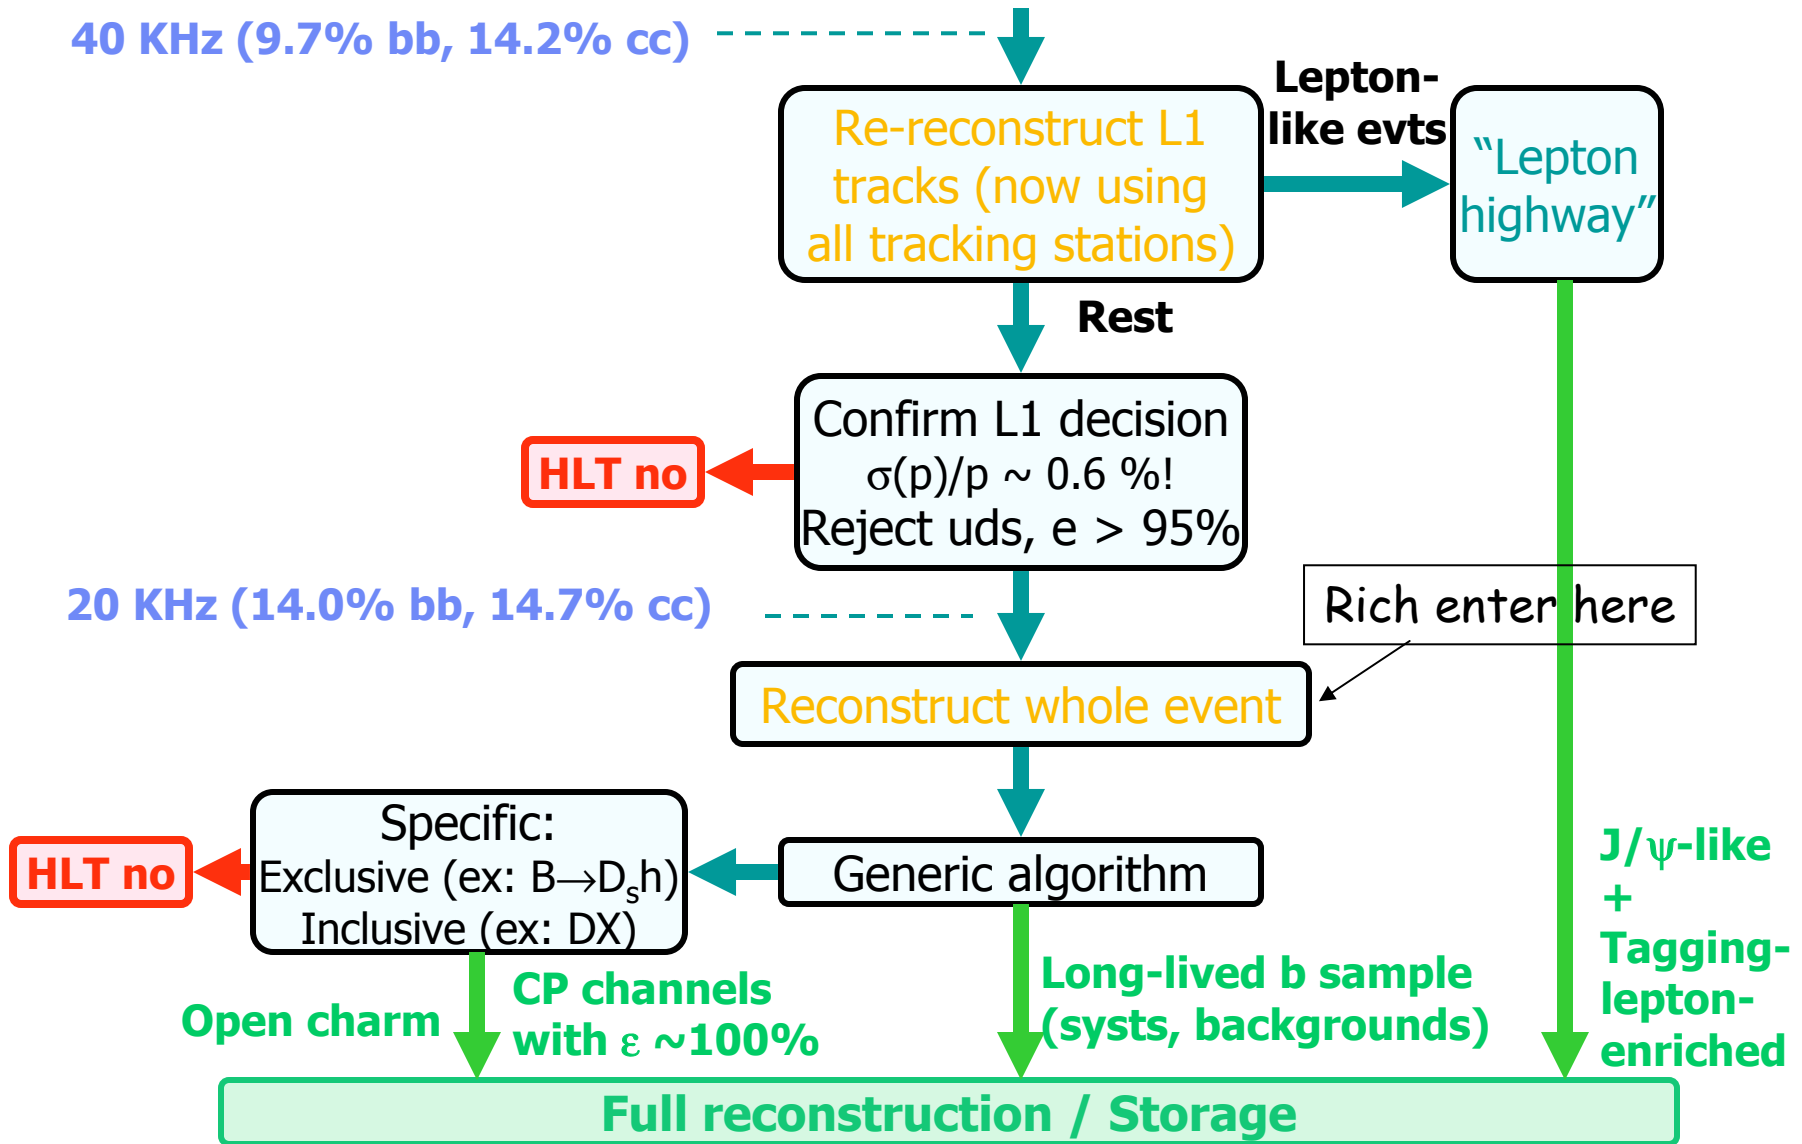 40 KHz (9.7% bb, 14.2% cc)
Lepton-
like evts
Re-reconstruct L1
tracks (now using
all tracking stations)
“Lepton
highway”
Rest
Confirm L1 decision
σ(p)/p ~ 0.6 %!
Reject uds, e > 95%
HLT no
20 KHz (14.0% bb, 14.7% cc)
Rich enter here
Reconstruct whole event
Specific:
Exclusive (ex: B→Dₛh)
Inclusive (ex: DX)
HLT no
Generic algorithm
J/ψ-like
+
Tagging-
lepton-
enriched
Open charm
CP channels
with ε ~100%
Long-lived b sample
(systs, backgrounds)
Full reconstruction / Storage